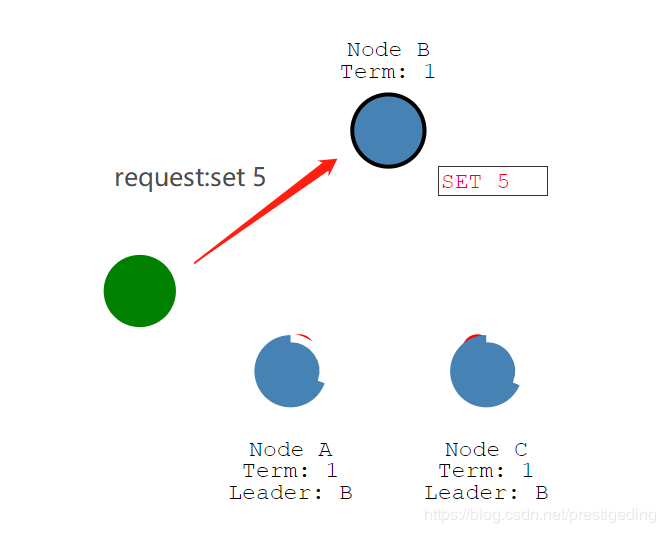 Node B
Term: 1
request:set 5
SET 5
Node A
Term: 1
Leader: B
Node C
Term: 1
Leader: B
https://blog.csdn.net/prestigeding